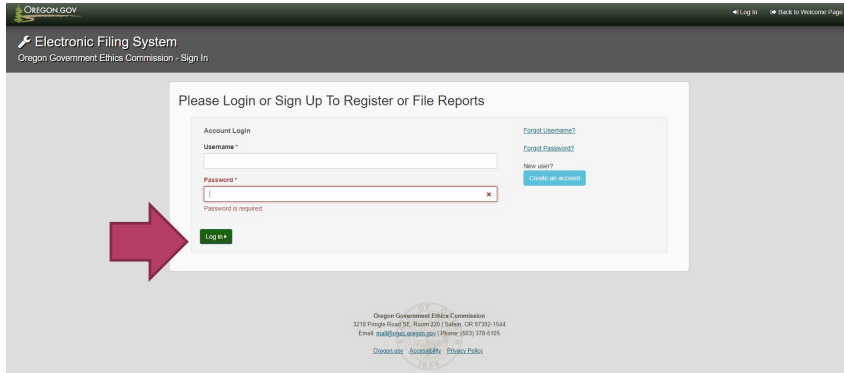 OREGON.GOV
Log In Back to Welcome Page
Electronic Filing System
Oregon Government Ethics Commission - Sign In
Please Login or Sign Up To Register or File Reports
Account Login
Username *
Password *
Password is required.
Log in
Forgot Username?
Forgot Password?
New user?
Create an account
Oregon Government Ethics Commission
3218 Pringle Road SE, Room 220 | Salem, OR 97302-1544
Email: mail@ogec.oregon.gov | Phone: (503) 378-5105
Oregon.gov Accessibility Privacy Policy
1859